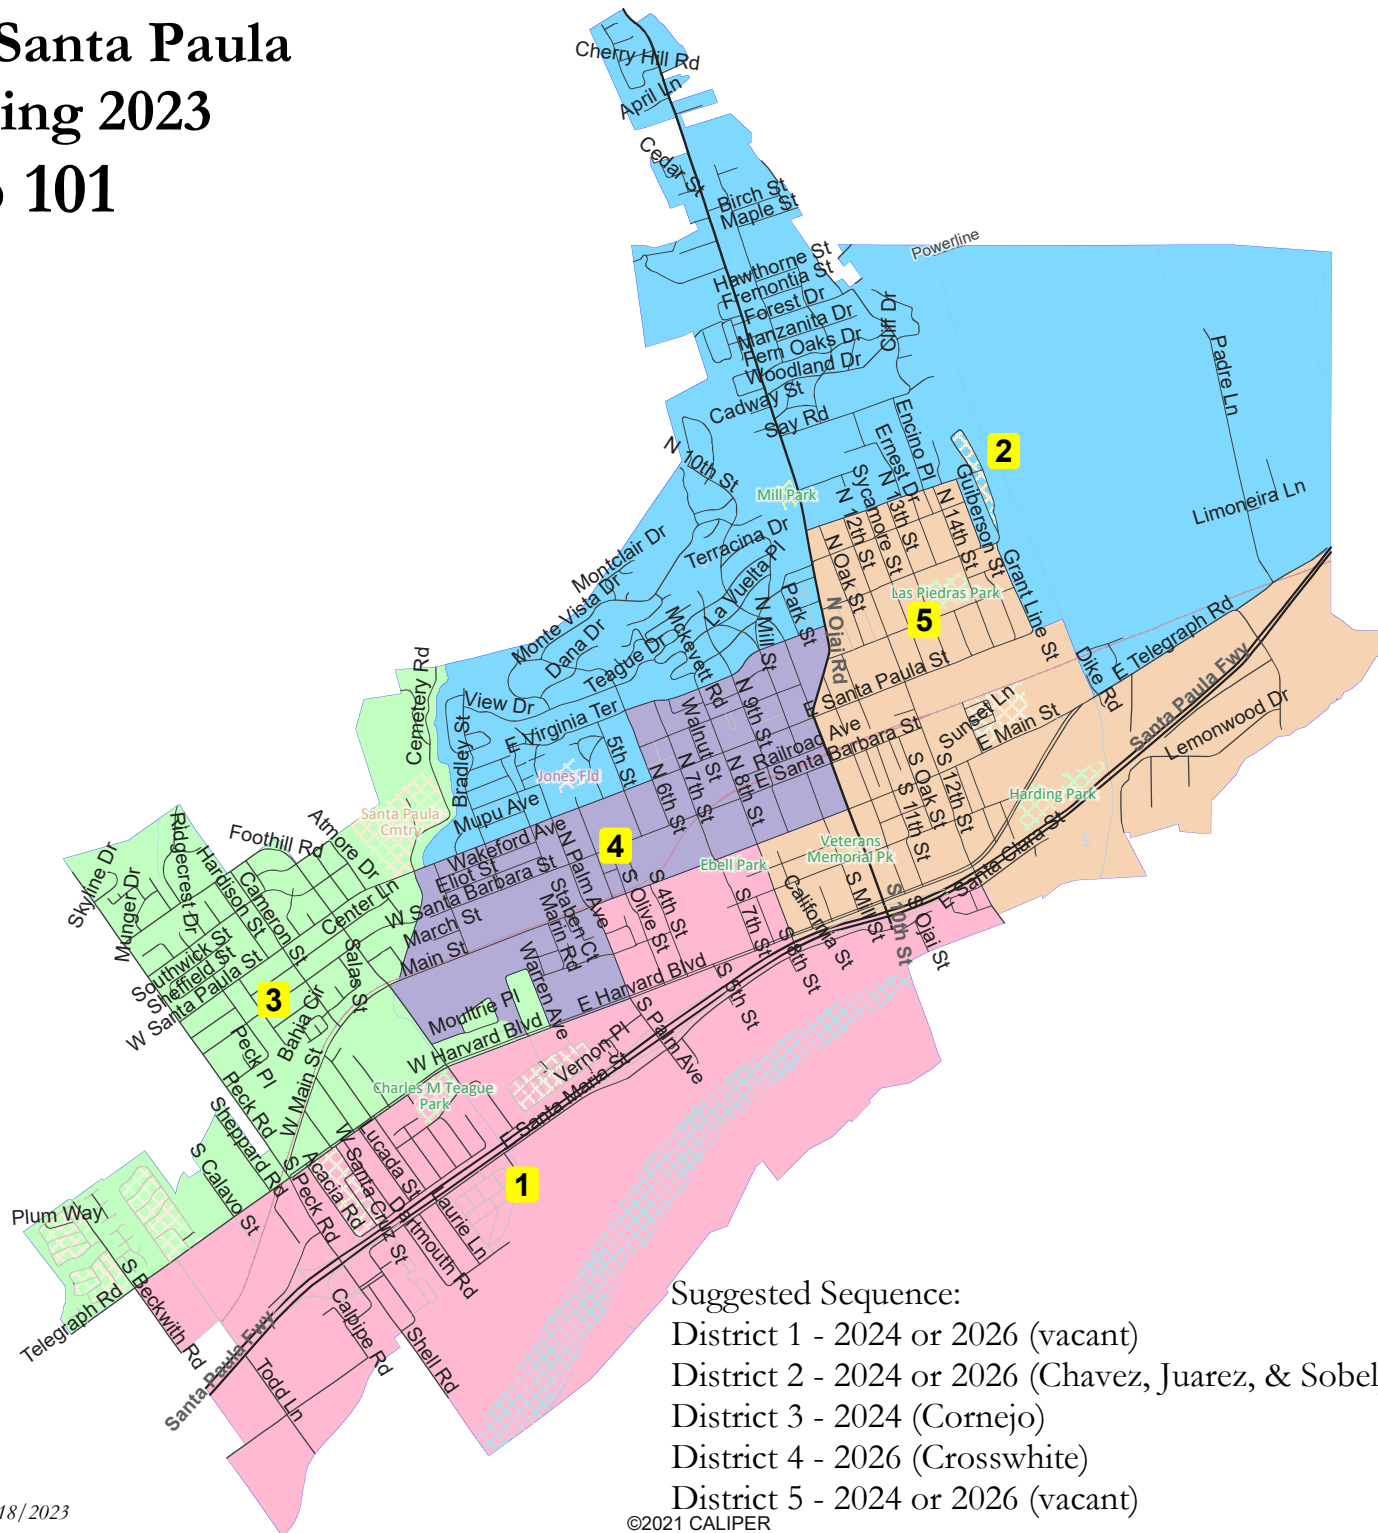 Santa Paula
ing 2023
101
Cherry Hill Rd
April Ln
Cedar St
Birch St
Maple St
Powerline
Hawthorne St
Fremontia St
Forest Dr
Manzanita Dr
Fern Oaks Dr
Woodland Dr
Cliff Dr
Cadway St
Say Rd
Padre Ln
Limoneira Ln
N 10th St
Mill Park
Encino Pl
Ernest Dr
N 13th St
Sycamore St
N 12th St
2
Guiberson St
N 14th St
Grant Line St
N Oak St
Las Piedras Park
5
Montclair Dr
Monte Vista Dr
Terracina Dr
La Vuelta Pl
Park St
N Mill St
N Ojai Rd
Dana Dr
Teague Dr
Mckevett Rd
Cemetery Rd
View Dr
E Virginia Ter
Bradley St
5th St
Jones Fld
Mupu Ave
N 9th St
Walnut St
N 8th St
N 7th St
N 6th St
E Santa Paula St
Railroad Ave
E Santa Barbara St
Sunset Ln
E Main St
Dike Rd
E Telegraph Rd
Santa Paula Fwy
Lemonwood Dr
S 12th St
S Oak St
S 11th St
Harding Park
Santa Paula
Cmtry
Atmore Dr
Foothill Rd
Ridgecrest Dr
Hardison St
Cameron St
Skyline Dr
Munger Dr
Center Ln
Wakeford Ave
Eliot St
W Santa Barbara St
March St
Main St
N Palm Ave
4
Staben Ct
Marin Rd
S Olive St
S 4th St
Ebell Park
Veterans
Memorial Pk
S 7th St
California St
S Mill St
S 10th St
S Ojai St
E Santa Clara St
S 8th St
S 5th St
Southwick St
S Sheffield St
W Santa Paula St
3
Salas St
Bahia Cir
Peck Pl
W Main St
Peck Rd
Warren Ave
Moultrie Pl
W Harvard Blvd
E Harvard Blvd
S Palm Ave
Vernon Pl
E Santa Maria St
Charles M Teague
Park
Sheppard Rd
S Calavo St
S Peck Rd
Acacia Rd
W Santa Cruz St
Lucada St
Dartmouth Rd
Laurie Ln
1
Plum Way
Telegraph Rd
S Beckwith Rd
Santa Paula Fwy
Todd Ln
Calpipe Rd
Shell Rd
Suggested Sequence:
District 1 - 2024 or 2026 (vacant)
District 2 - 2024 or 2026 (Chavez, Juarez, & Sobel
District 3 - 2024 (Cornejo)
District 4 - 2026 (Crosswhite)
District 5 - 2024 or 2026 (vacant)
18/2023
©2021 CALIPER